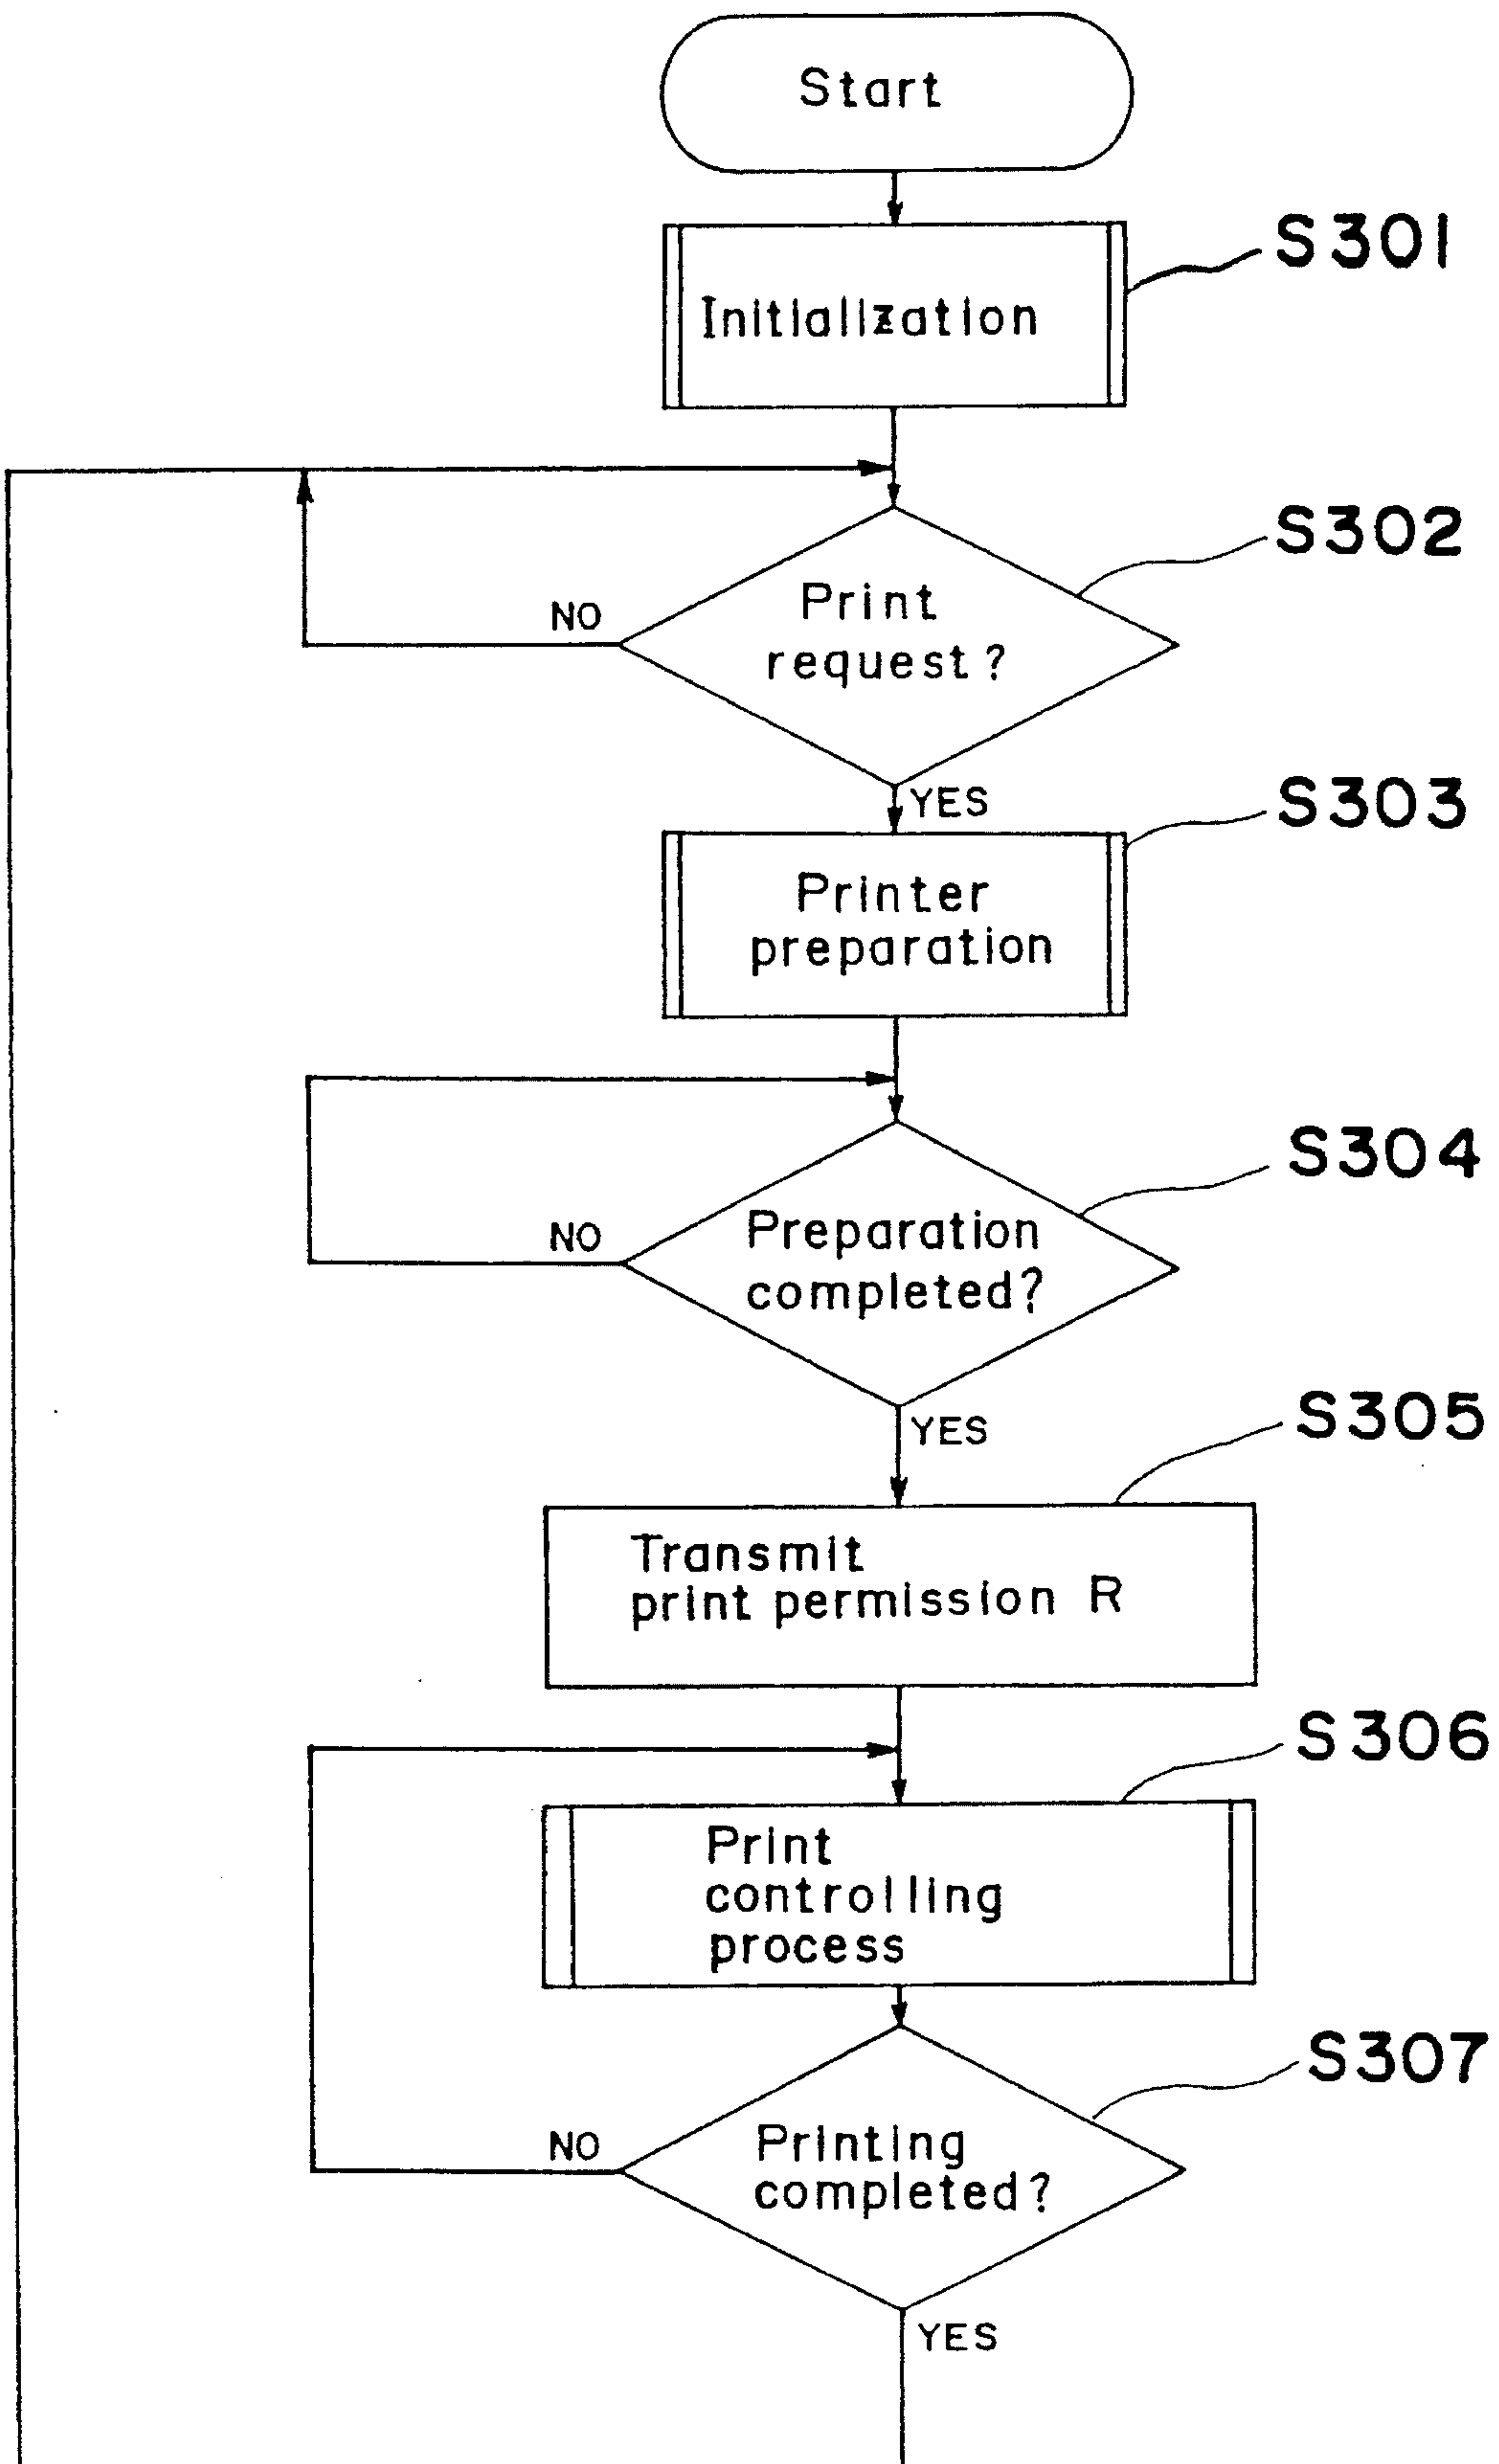 Start
S301
Initialization
S302
Print
request?
NO
YES
S303
Printer
preparation
S304
Preparation
completed?
NO
YES
S305
Transmit
print permission R
S306
Print
controlling
process
S307
Printing
completed?
NO
YES